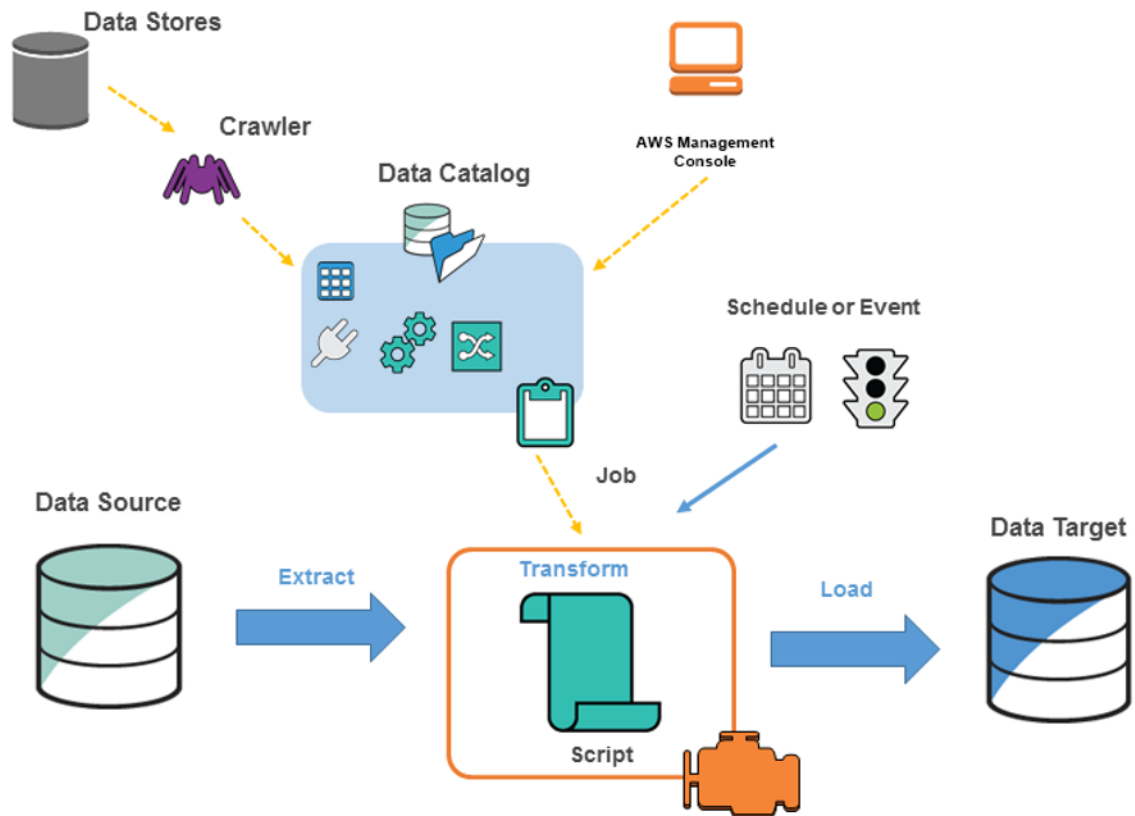 Data Stores
Crawler
AWS Management
Console
Data Catalog
Schedule or Event
Job
Data Source
Data Target
Extract
Transform
Load
Script